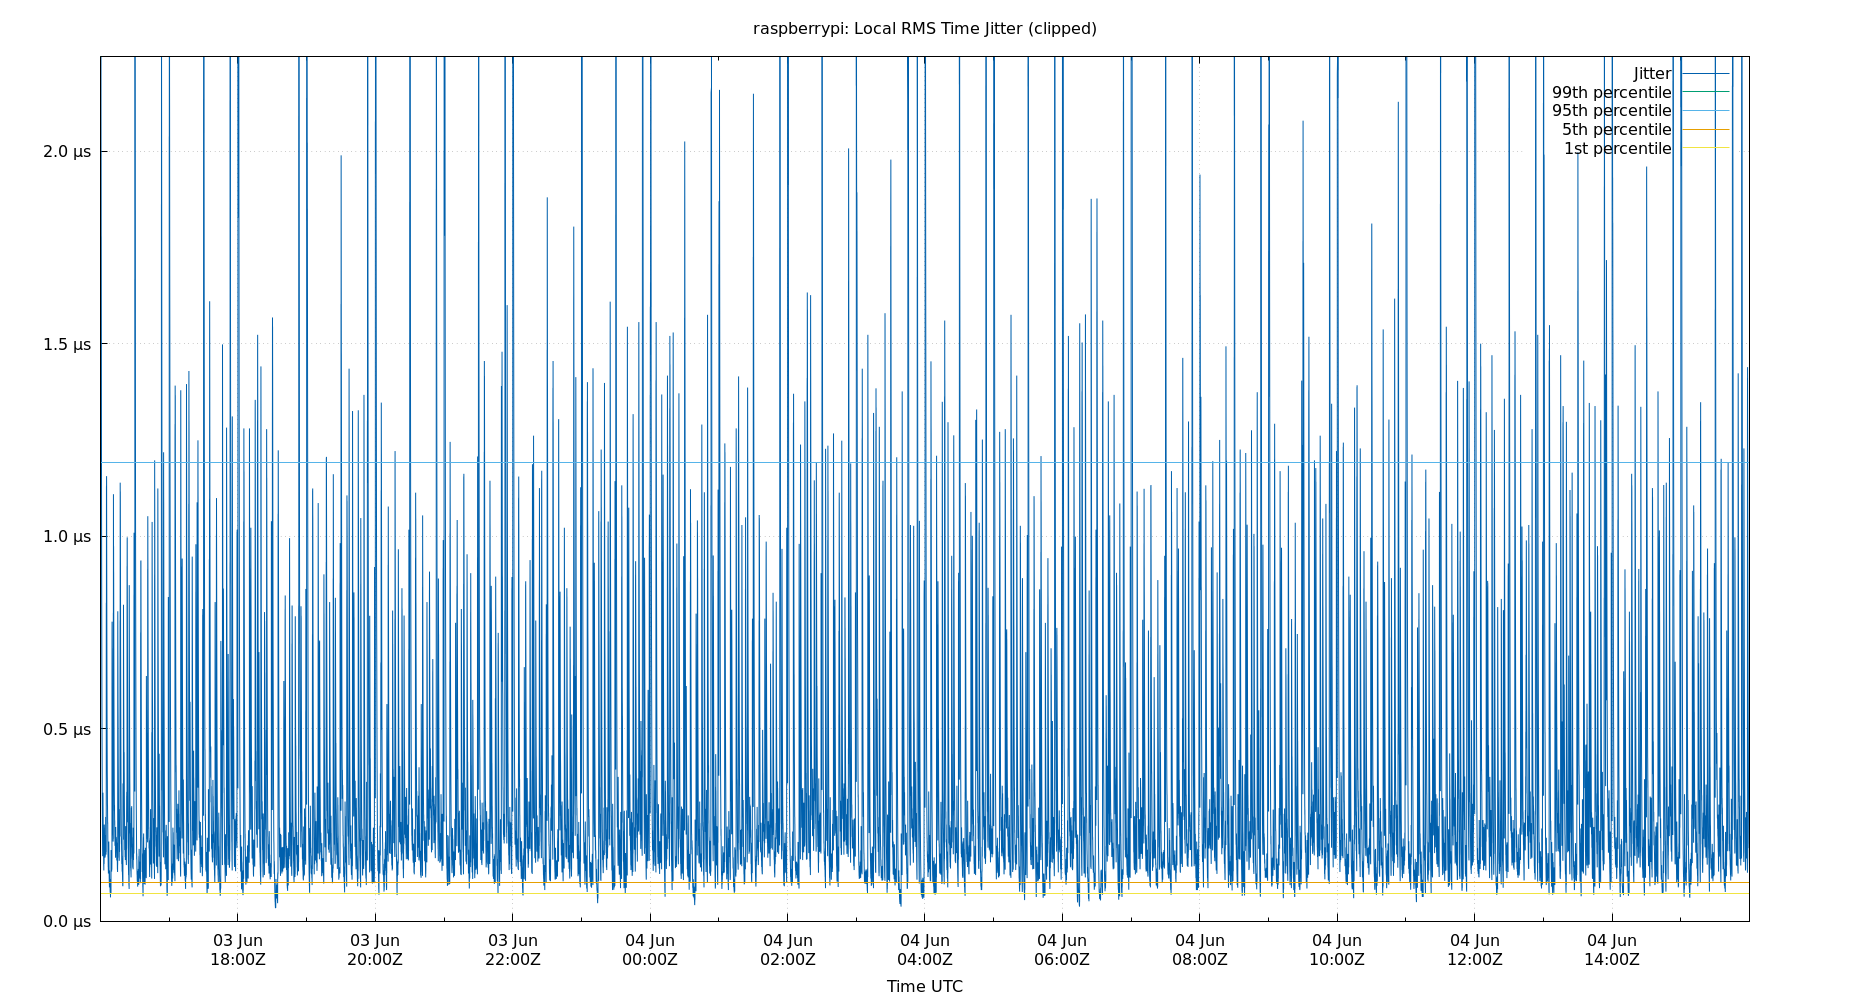 raspberrypi: Local RMS Time Jitter (clipped)
Jitter
99th percentile
95th percentile
5th percentile
1st percentile
2.0 µs
1.5 µs
1.0 µs
0.5 µs
0.0 µs
03 Jun 03 Jun 03 Jun 04 Jun 04 Jun 04 Jun 04 Jun 04 Jun 04 Jun 04 Jun 04 Jun
18:00Z 20:00Z 22:00Z 00:00Z 02:00Z 04:00Z 06:00Z 08:00Z 10:00Z 12:00Z 14:00Z
Time UTC